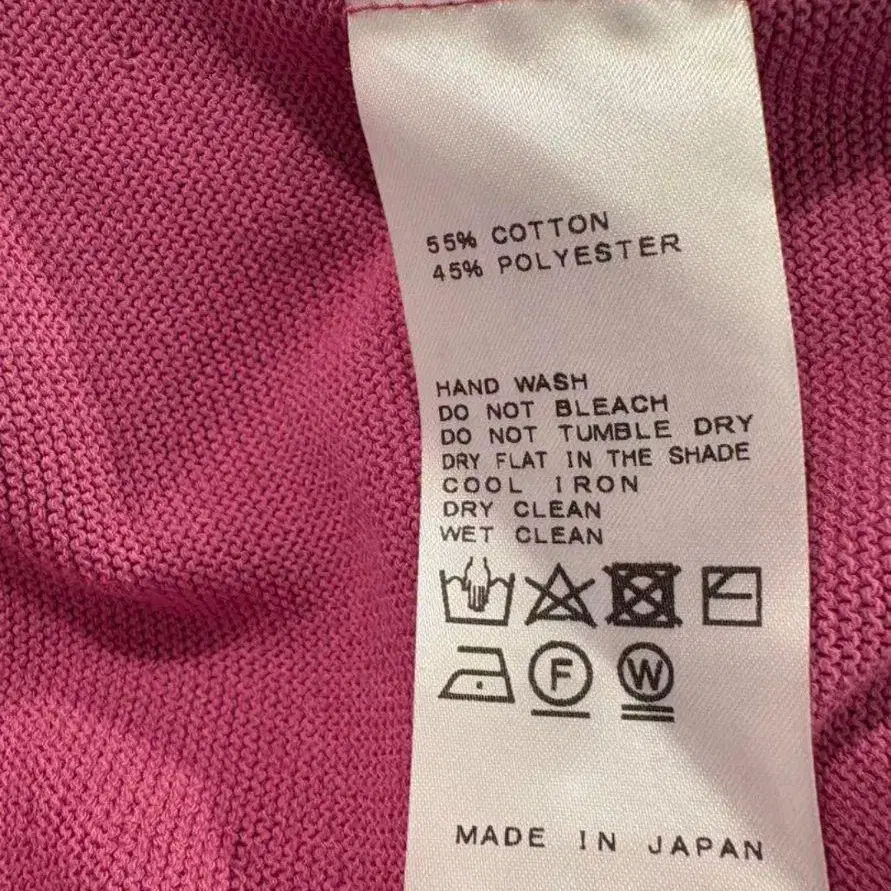 55% COTTON
45% POLYESTER
HAND WASH
DO NOT BLEACH
DO NOT TUMBLE DRY
DRY FLAT IN THE SHADE
COOL IRON
DRY CLEAN
WET CLEAN
F W
MADE IN JAPAN